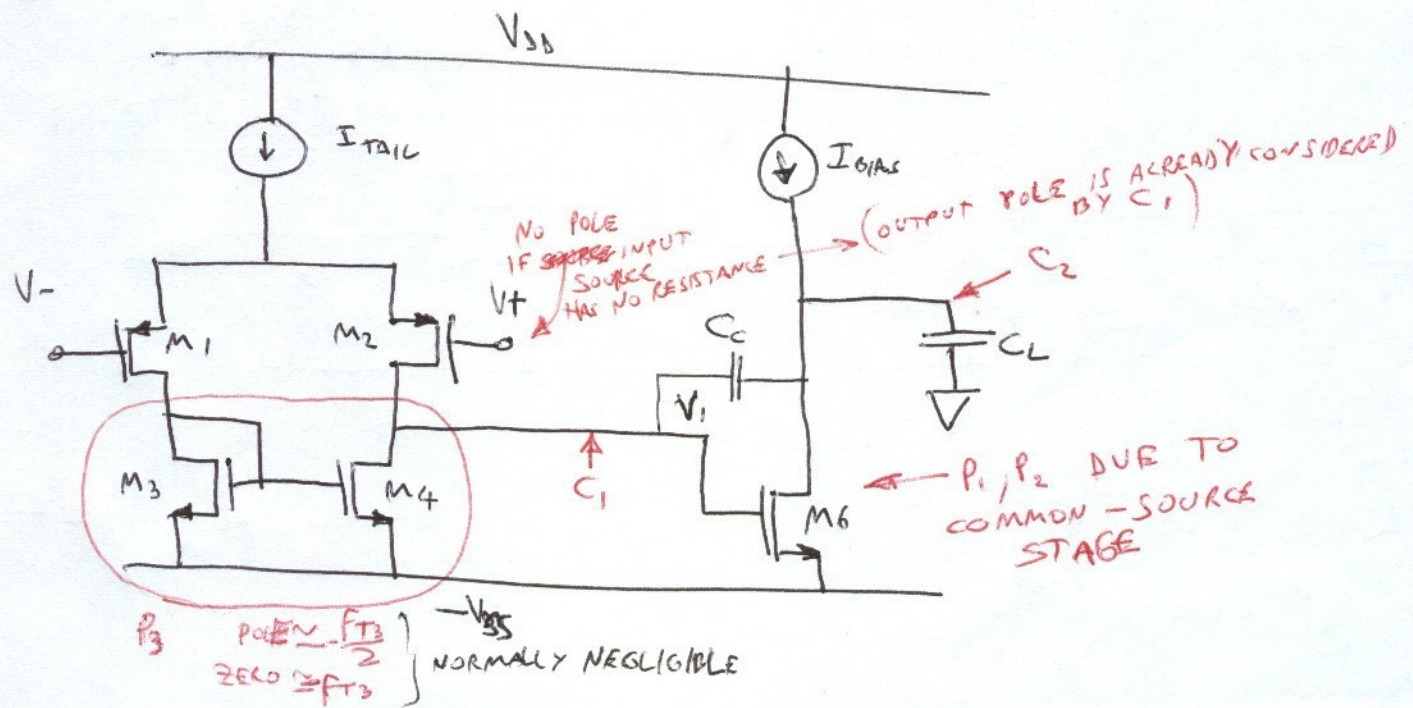 VDD
ITAIL
IBIAS
(OUTPUT POLE IS ALREADY CONSIDERED
BY C1)
NO POLE
IF INPUT
SOURCE
HAS NO RESISTANCE
C2
V-
V+
M1
M2
CC
CL
V1
M3
M4
C1
M6
P1, P2 DUE TO
COMMON-SOURCE
STAGE
-VSS
P3 POLE ≃ fT3/2
ZERO ≃ fT3
NORMALLY NEGLIGIBLE